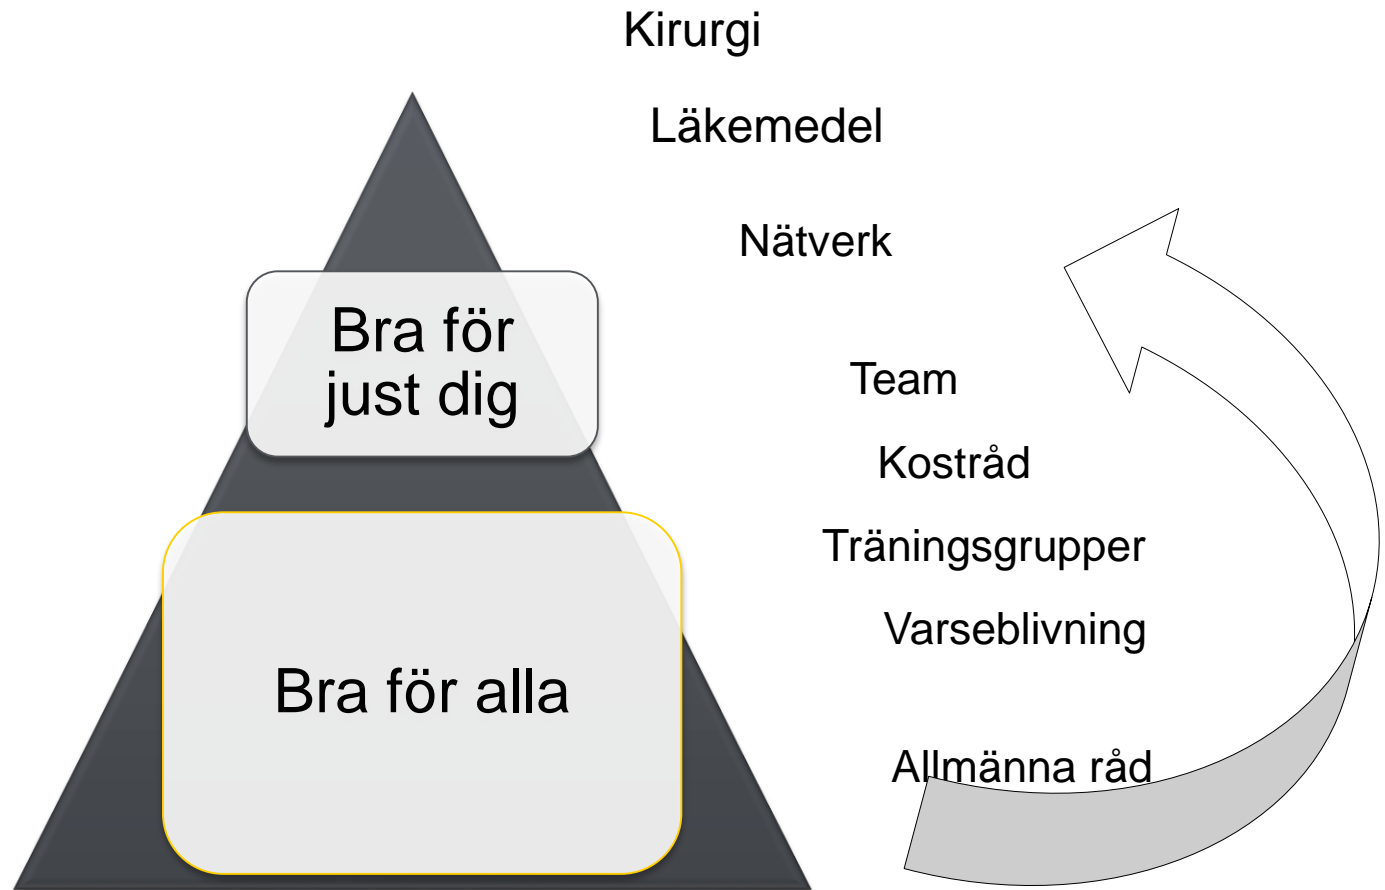 Kirurgi
Läkemedel
Nätverk
Bra för
just dig
Team
Kostråd
Träningsgrupper
Varseblivning
Bra för alla
Allmänna råd